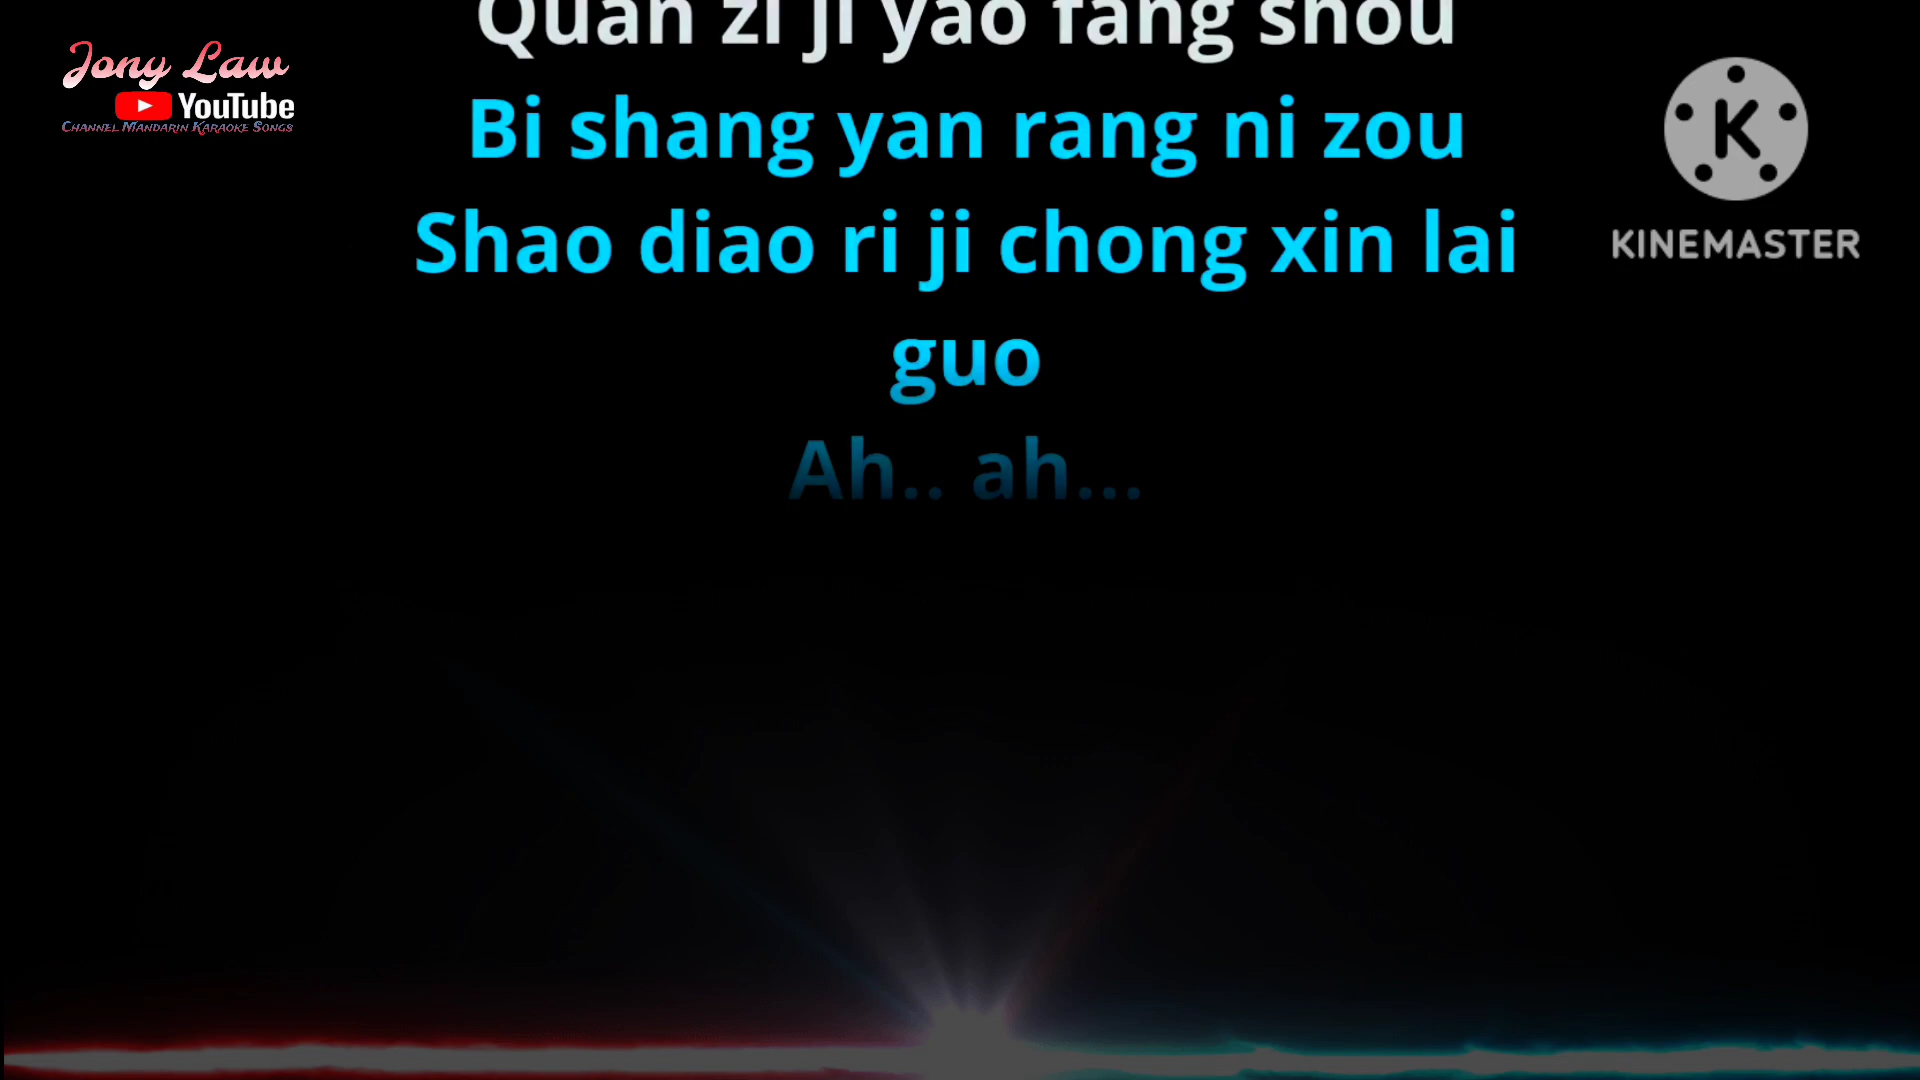 Quan zi ji yao fang shou
Jony Law
YouTube
Channel Mandarin Karaoke Songs
Bi shang yan rang ni zou
Shao diao ri ji chong xin lai
guo
Ah.. ah...
K
KINEMASTER